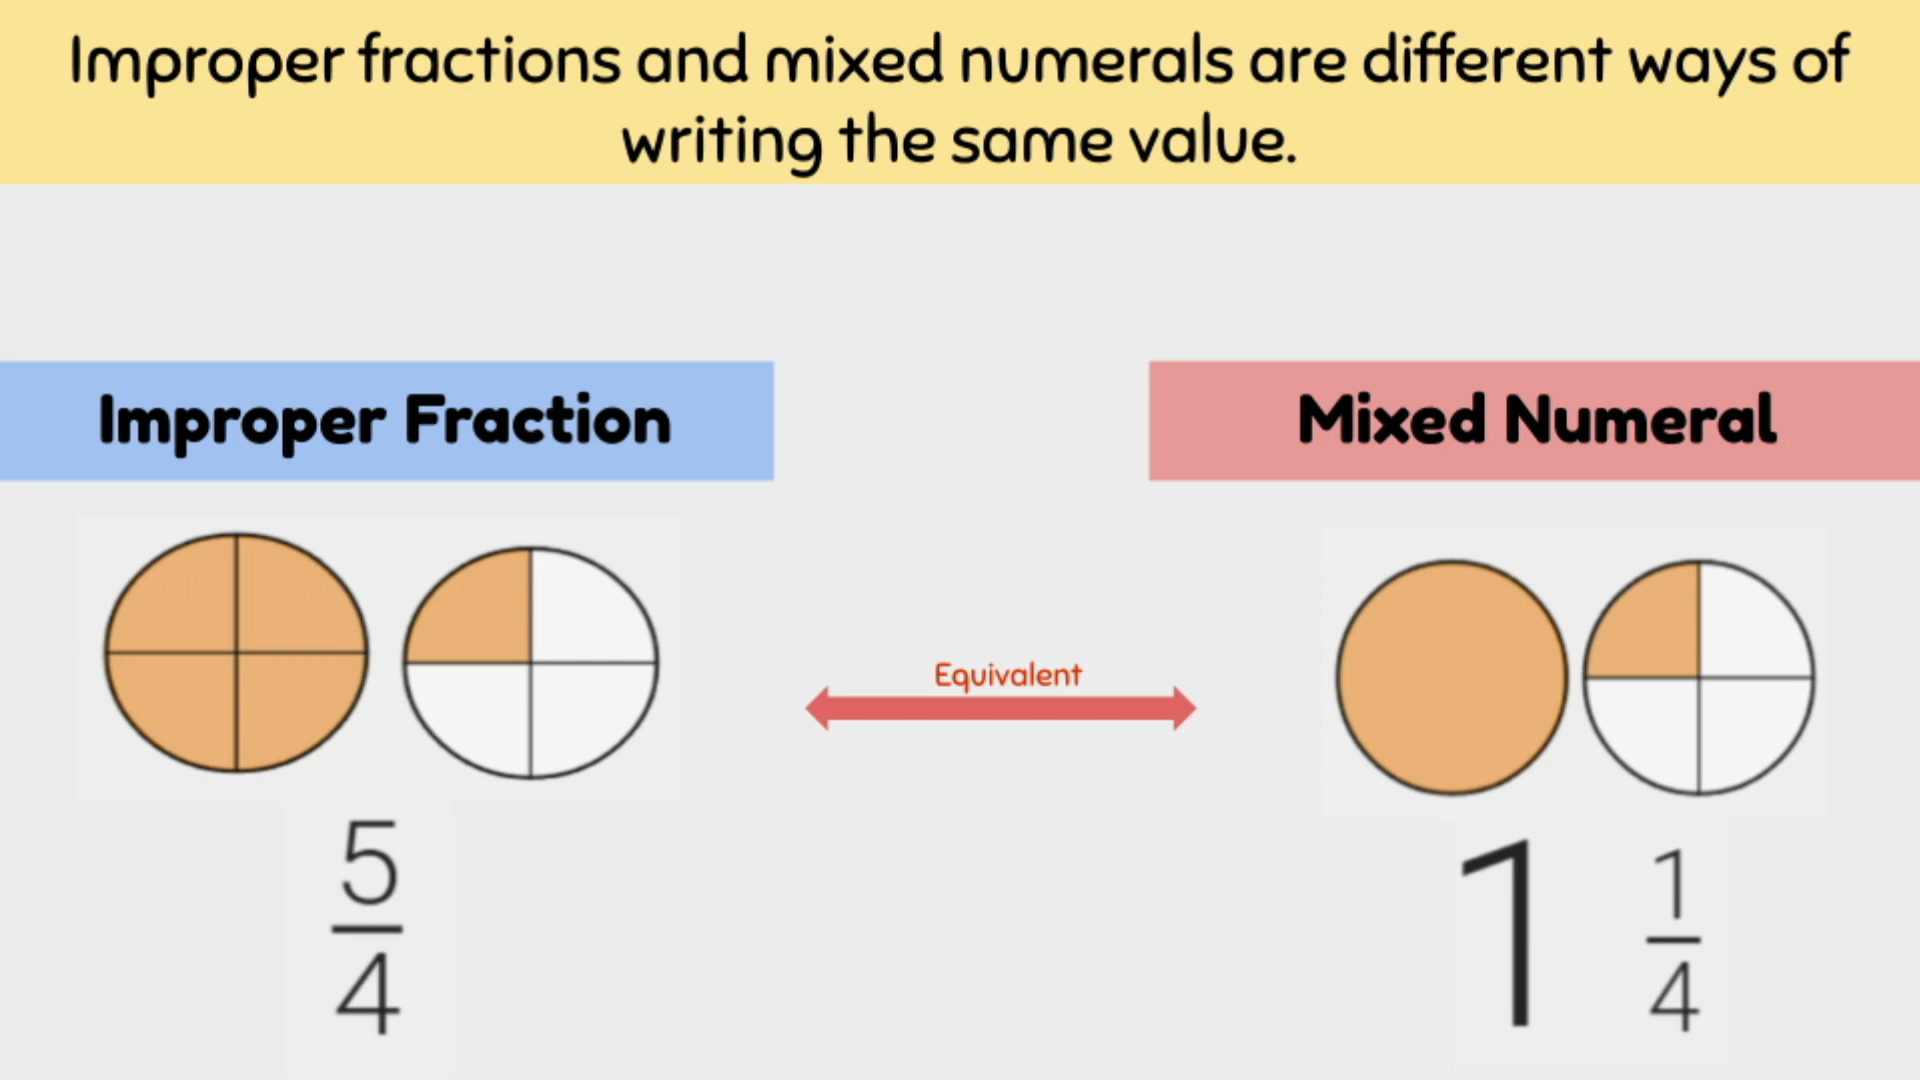 Improper fractions and mixed numerals are different ways of
writing the same value.
Improper Fraction
Mixed Numeral
Equivalent
5
4
1 1
4